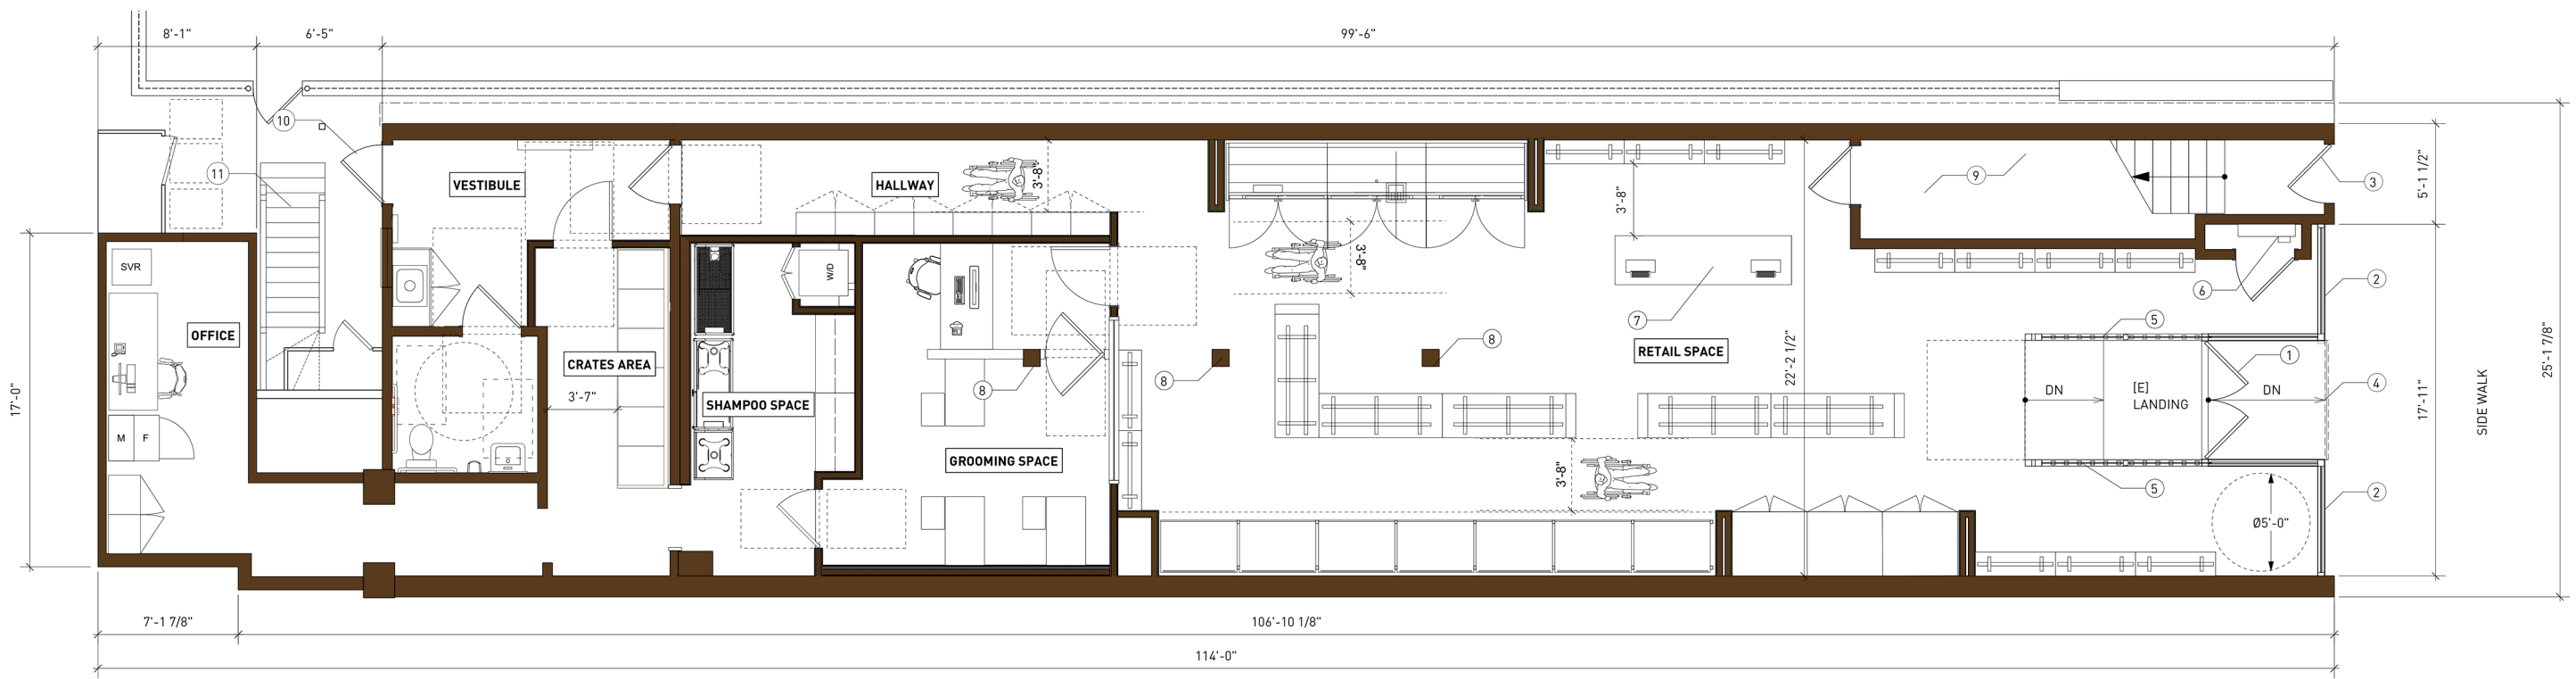 8'-1"
6'-5"
99'-6"
10
11
VESTIBULE
HALLWAY
3'-8"
3'-8"
9
3
5'-1 1/2"
SVR
OFFICE
W/D
3'-8"
6
2
7
5
8
RETAIL SPACE
1
CRATES AREA
8
8
22'-2 1/2"
DN
[E]
LANDING
DN
4
25'-1 7/8"
17'-0"
3'-7"
SHAMPOO SPACE
17'-11"
SIDE WALK
M
F
GROOMING SPACE
3'-8"
5
2
Ø5'-0"
7'-1 7/8"
106'-10 1/8"
114'-0"